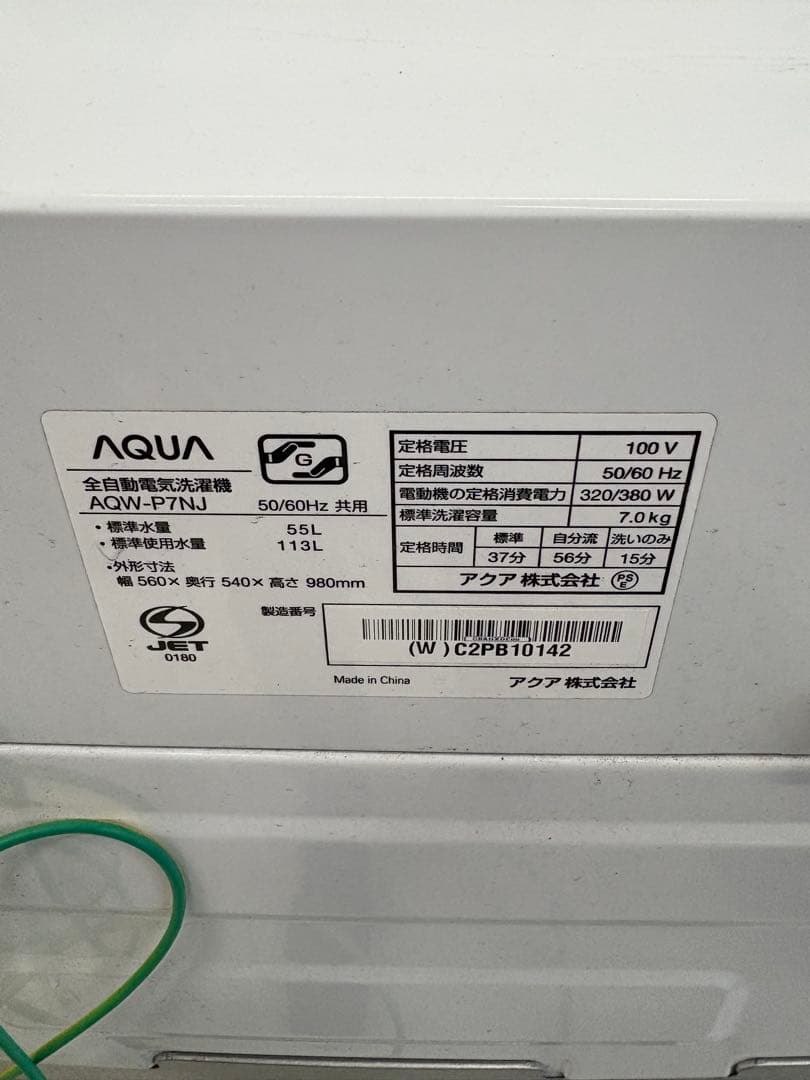 AQUA
全自動電気洗濯機
AQW-P7NJ
G
50/60Hz 共用
・標準水量 55L
・標準使用水量 113L
・外形寸法
幅 560× 奥行 540× 高さ 980mm
定格電圧 100 V
定格周波数 50/60 Hz
電動機の定格消費電力 320/380 W
標準洗濯容量 7.0kg
定格時間 標準 自分流 洗いのみ
37分 56分 15分
アクア 株式会社 PSE
JET
0180
製造番号
(W) C2PB10142
Made in China
アクア 株式会社